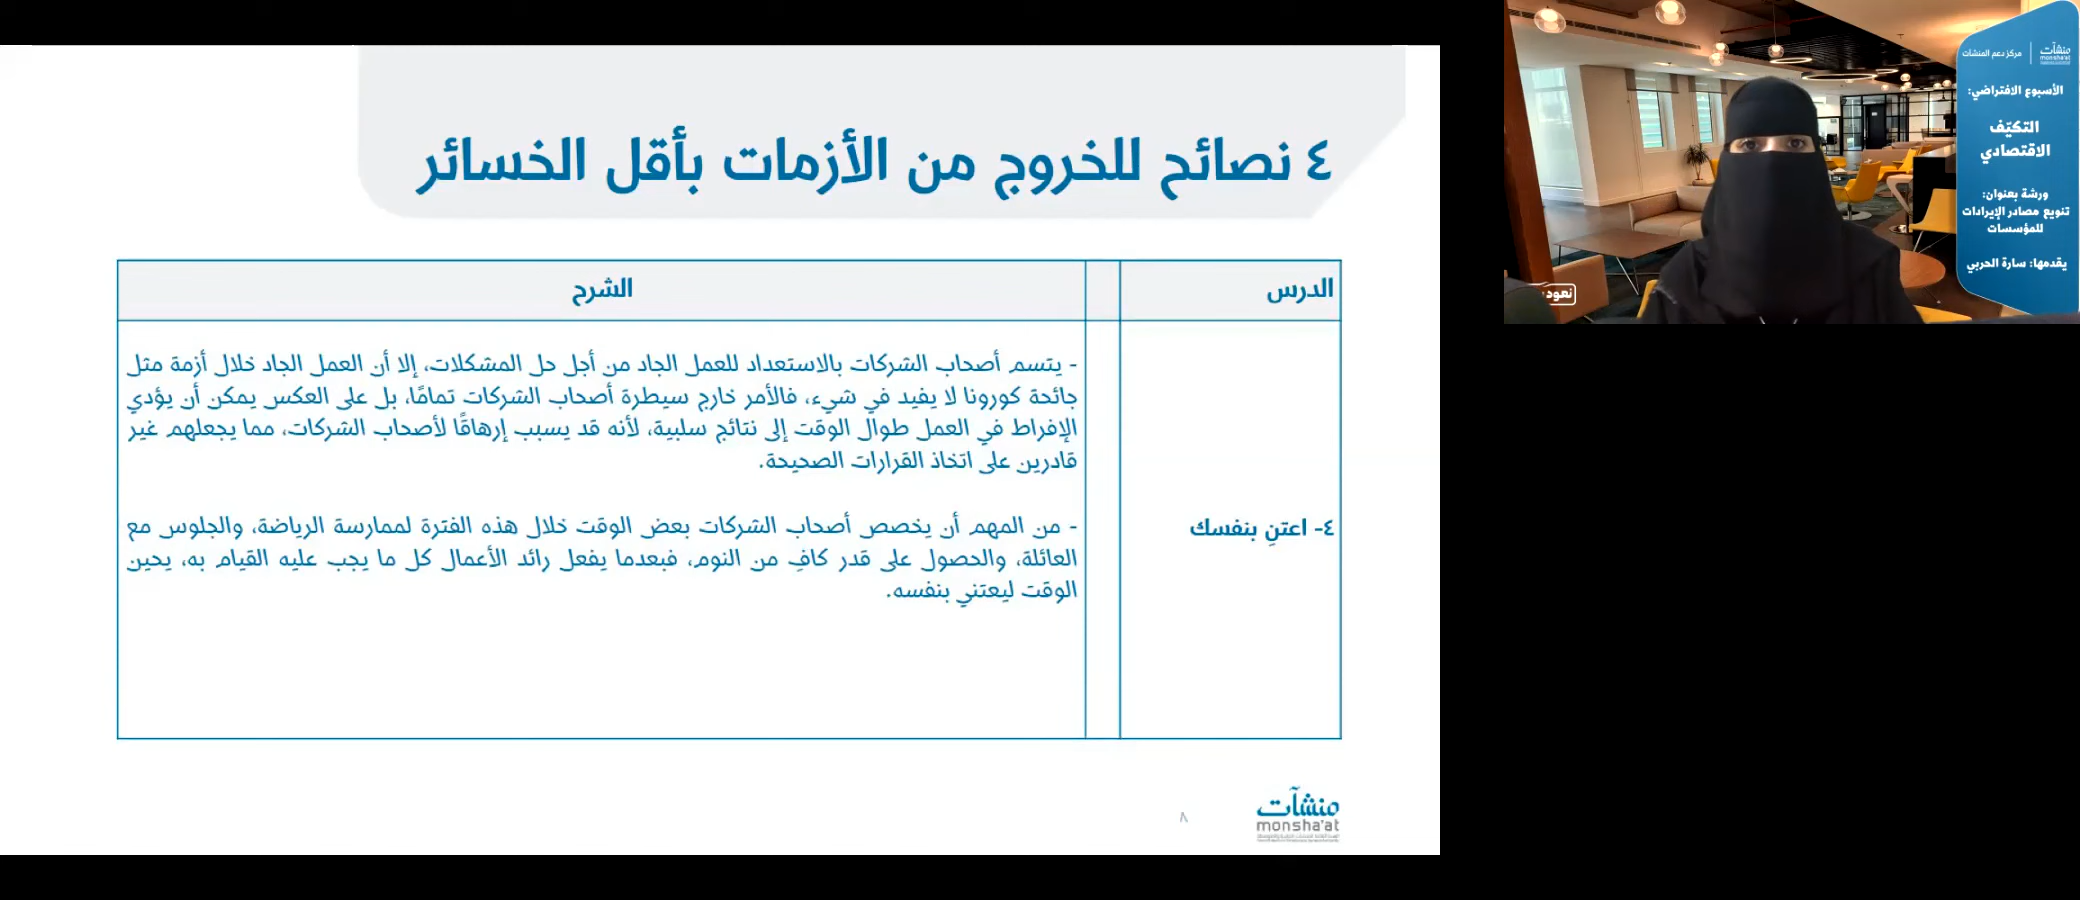 ٤ نصائح للخروج من الأزمات بأقل الخسائر
الدرس
الشرح
٤- اعتنِ بنفسك
- يتسم أصحاب الشركات بالاستعداد للعمل الجاد من أجل حل المشكلات، إلا أن العمل الجاد خلال أزمة مثل
جائحة كورونا لا يفيد في شيء، فالأمر خارج سيطرة أصحاب الشركات تمامًا، بل على العكس يمكن أن يؤدي
الإفراط في العمل طوال الوقت إلى نتائج سلبية، لأنه قد يسبب إرهاقًا لأصحاب الشركات، مما يجعلهم غير
قادرين على اتخاذ القرارات الصحيحة.
- من المهم أن يخصص أصحاب الشركات بعض الوقت خلال هذه الفترة لممارسة الرياضة، والجلوس مع
العائلة، والحصول على قدر كافِ من النوم، فبعدما يفعل رائد الأعمال كل ما يجب عليه القيام به، يحين
الوقت ليعتني بنفسه.
٨
منشآت
monsha'at
منشآت
monsha'at
مركز دعم المنشآت
الأسبوع الافتراضي:
التكيّف
الاقتصادي
ورشة بعنوان:
تنويع مصادر الإيرادات
للمؤسسات
يقدمها: سارة الحربي
نعود